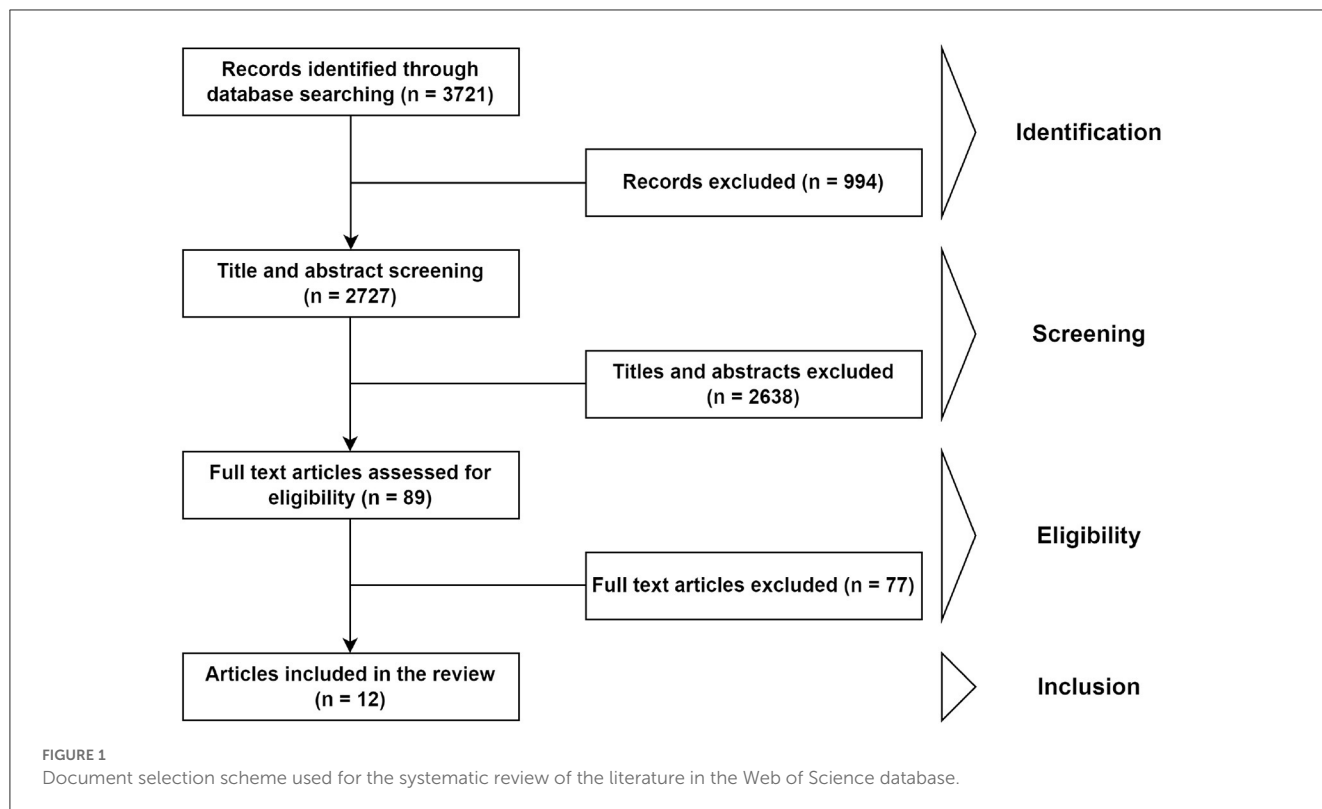 Records identified through
database searching (n = 3721)
Identification
Records excluded (n = 994)
Title and abstract screening
(n = 2727)
Screening
Titles and abstracts excluded
(n = 2638)
Full text articles assessed for
eligibility (n = 89)
Eligibility
Full text articles excluded (n = 77)
Articles included in the review
(n = 12)
Inclusion
FIGURE 1
Document selection scheme used for the systematic review of the literature in the Web of Science database.